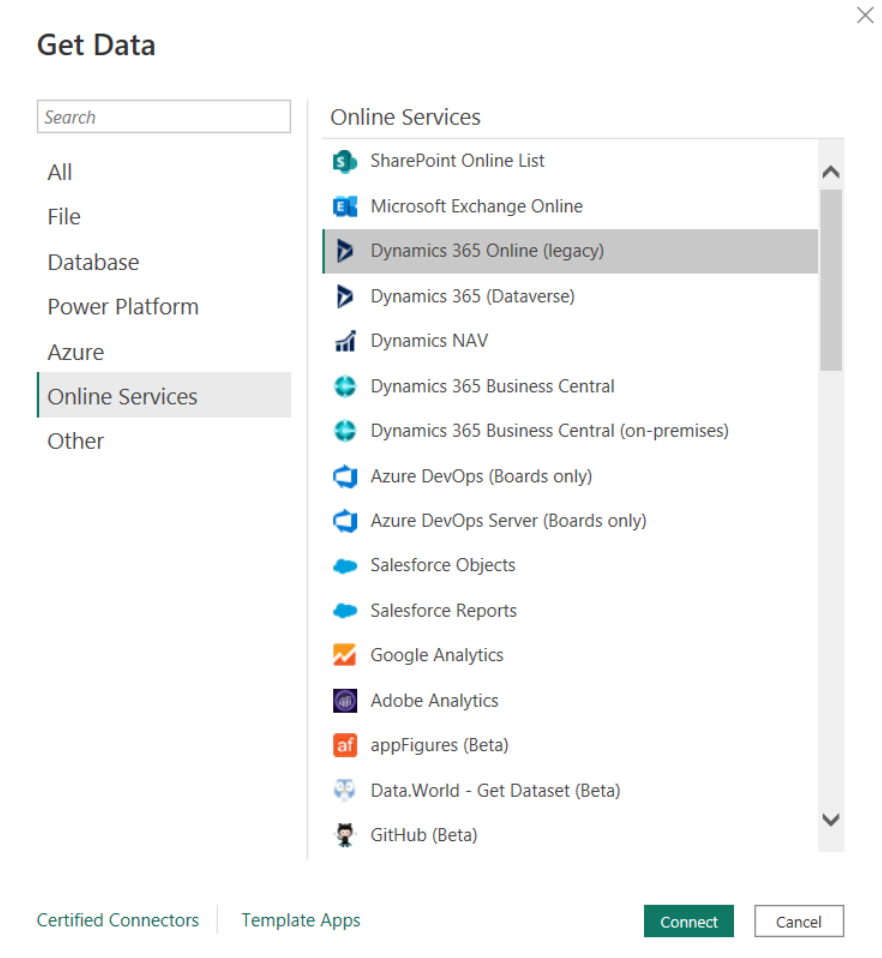 Get Data
Search
All
File
Database
Power Platform
Azure
Online Services
Other
Online Services
SharePoint Online List
Microsoft Exchange Online
Dynamics 365 Online (legacy)
Dynamics 365 (Dataverse)
Dynamics NAV
Dynamics 365 Business Central
Dynamics 365 Business Central (on-premises)
Azure DevOps (Boards only)
Azure DevOps Server (Boards only)
Salesforce Objects
Salesforce Reports
Google Analytics
Adobe Analytics
af appFigures (Beta)
Data.World - Get Dataset (Beta)
GitHub (Beta)
Certified Connectors
Template Apps
Connect
Cancel